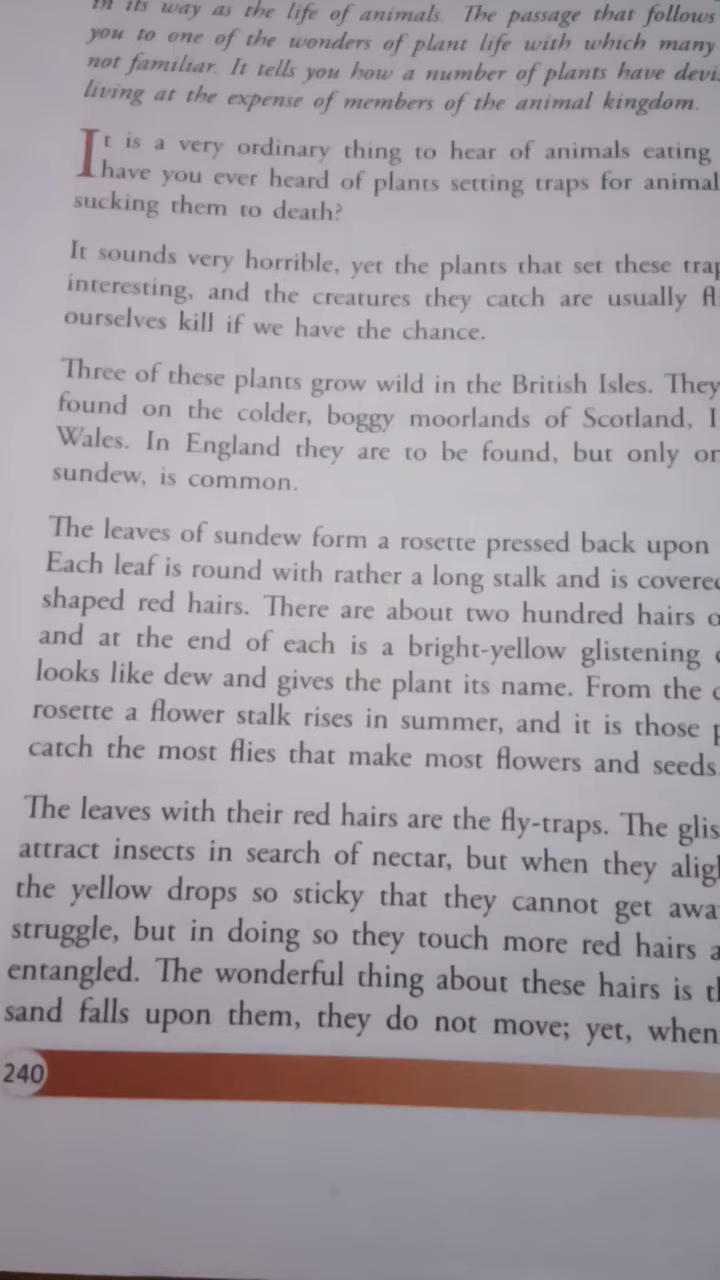 in its way as the life of animals. The passage that follows
you to one of the wonders of plant life with which many
not familiar. It tells you how a number of plants have
living at the expense of members of the animal kingdom.
It is a very ordinary thing to hear of animals eating
have you ever heard of plants setting traps for
sucking them to death?
It sounds very horrible, yet the plants that set these
interesting, and the creatures they catch are usually
ourselves kill if we have the chance.
Three of these plants grow wild in the British Isles. They
found on the colder, boggy moorlands of Scotland,
Wales. In England they are to be found, but only
sundew, is common.
The leaves of sundew form a rosette pressed back upon
Each leaf is round with rather a long stalk and is
shaped red hairs. There are about two hundred hairs
and at the end of each is a bright-yellow glistening
looks like dew and gives the plant its name. From the
rosette a flower stalk rises in summer, and it is those
catch the most flies that make most flowers and seeds.
The leaves with their red hairs are the fly-traps. The
attract insects in search of nectar, but when they
the yellow drops so sticky that they cannot get
struggle, but in doing so they touch more red hairs
entangled. The wonderful thing about these hairs is
sand falls upon them, they do not move; yet, when
240